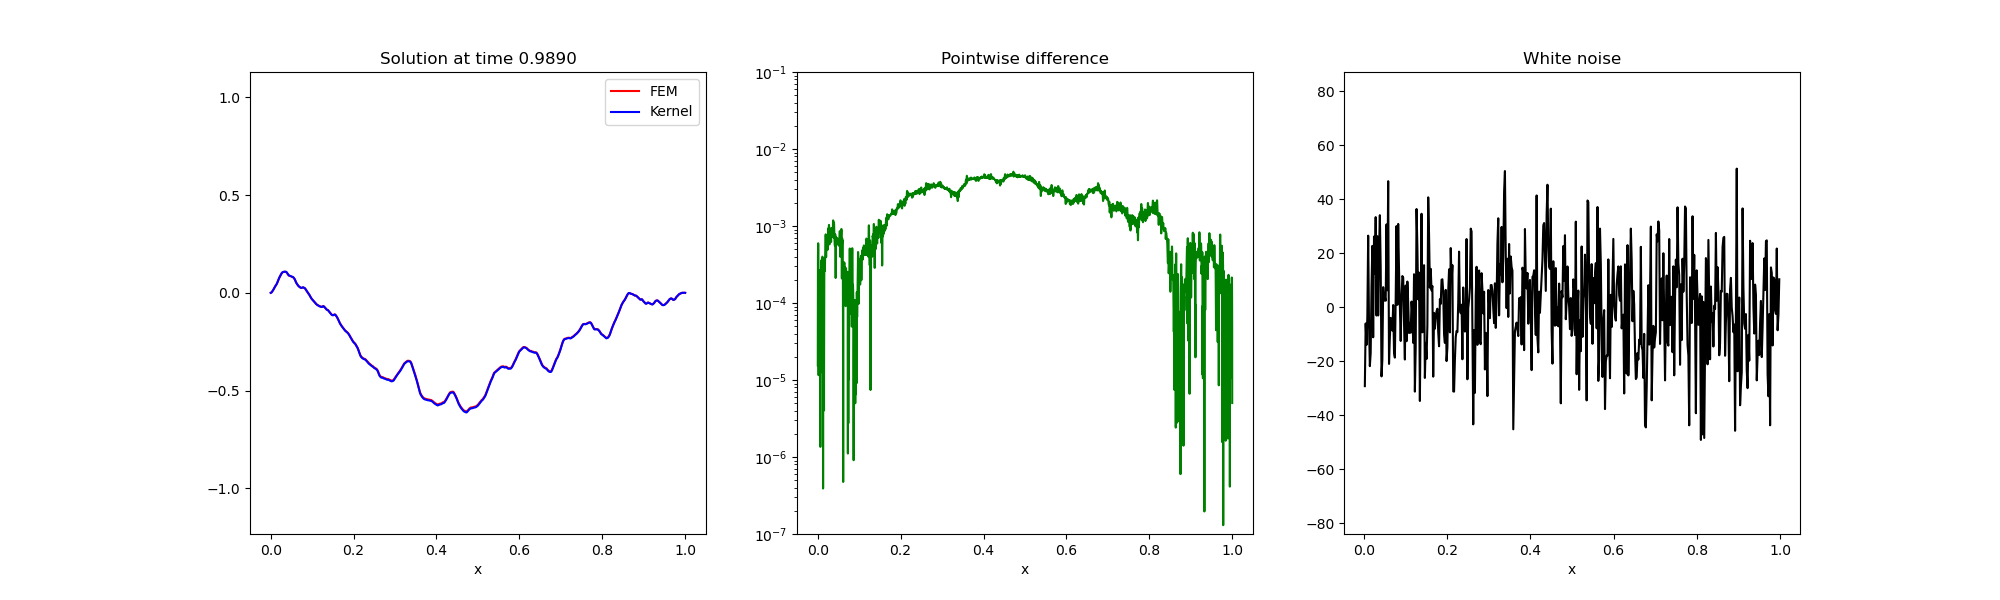 Solution at time 0.9890
1.0
0.5
0.0
−0.5
−1.0
FEM
Kernel
0.0 0.2 0.4 0.6 0.8 1.0
x
Pointwise difference
10⁻¹
10⁻²
10⁻³
10⁻⁴
10⁻⁵
10⁻⁶
10⁻⁷
0.0 0.2 0.4 0.6 0.8 1.0
x
White noise
80
60
40
20
0
−20
−40
−60
−80
0.0 0.2 0.4 0.6 0.8 1.0
x